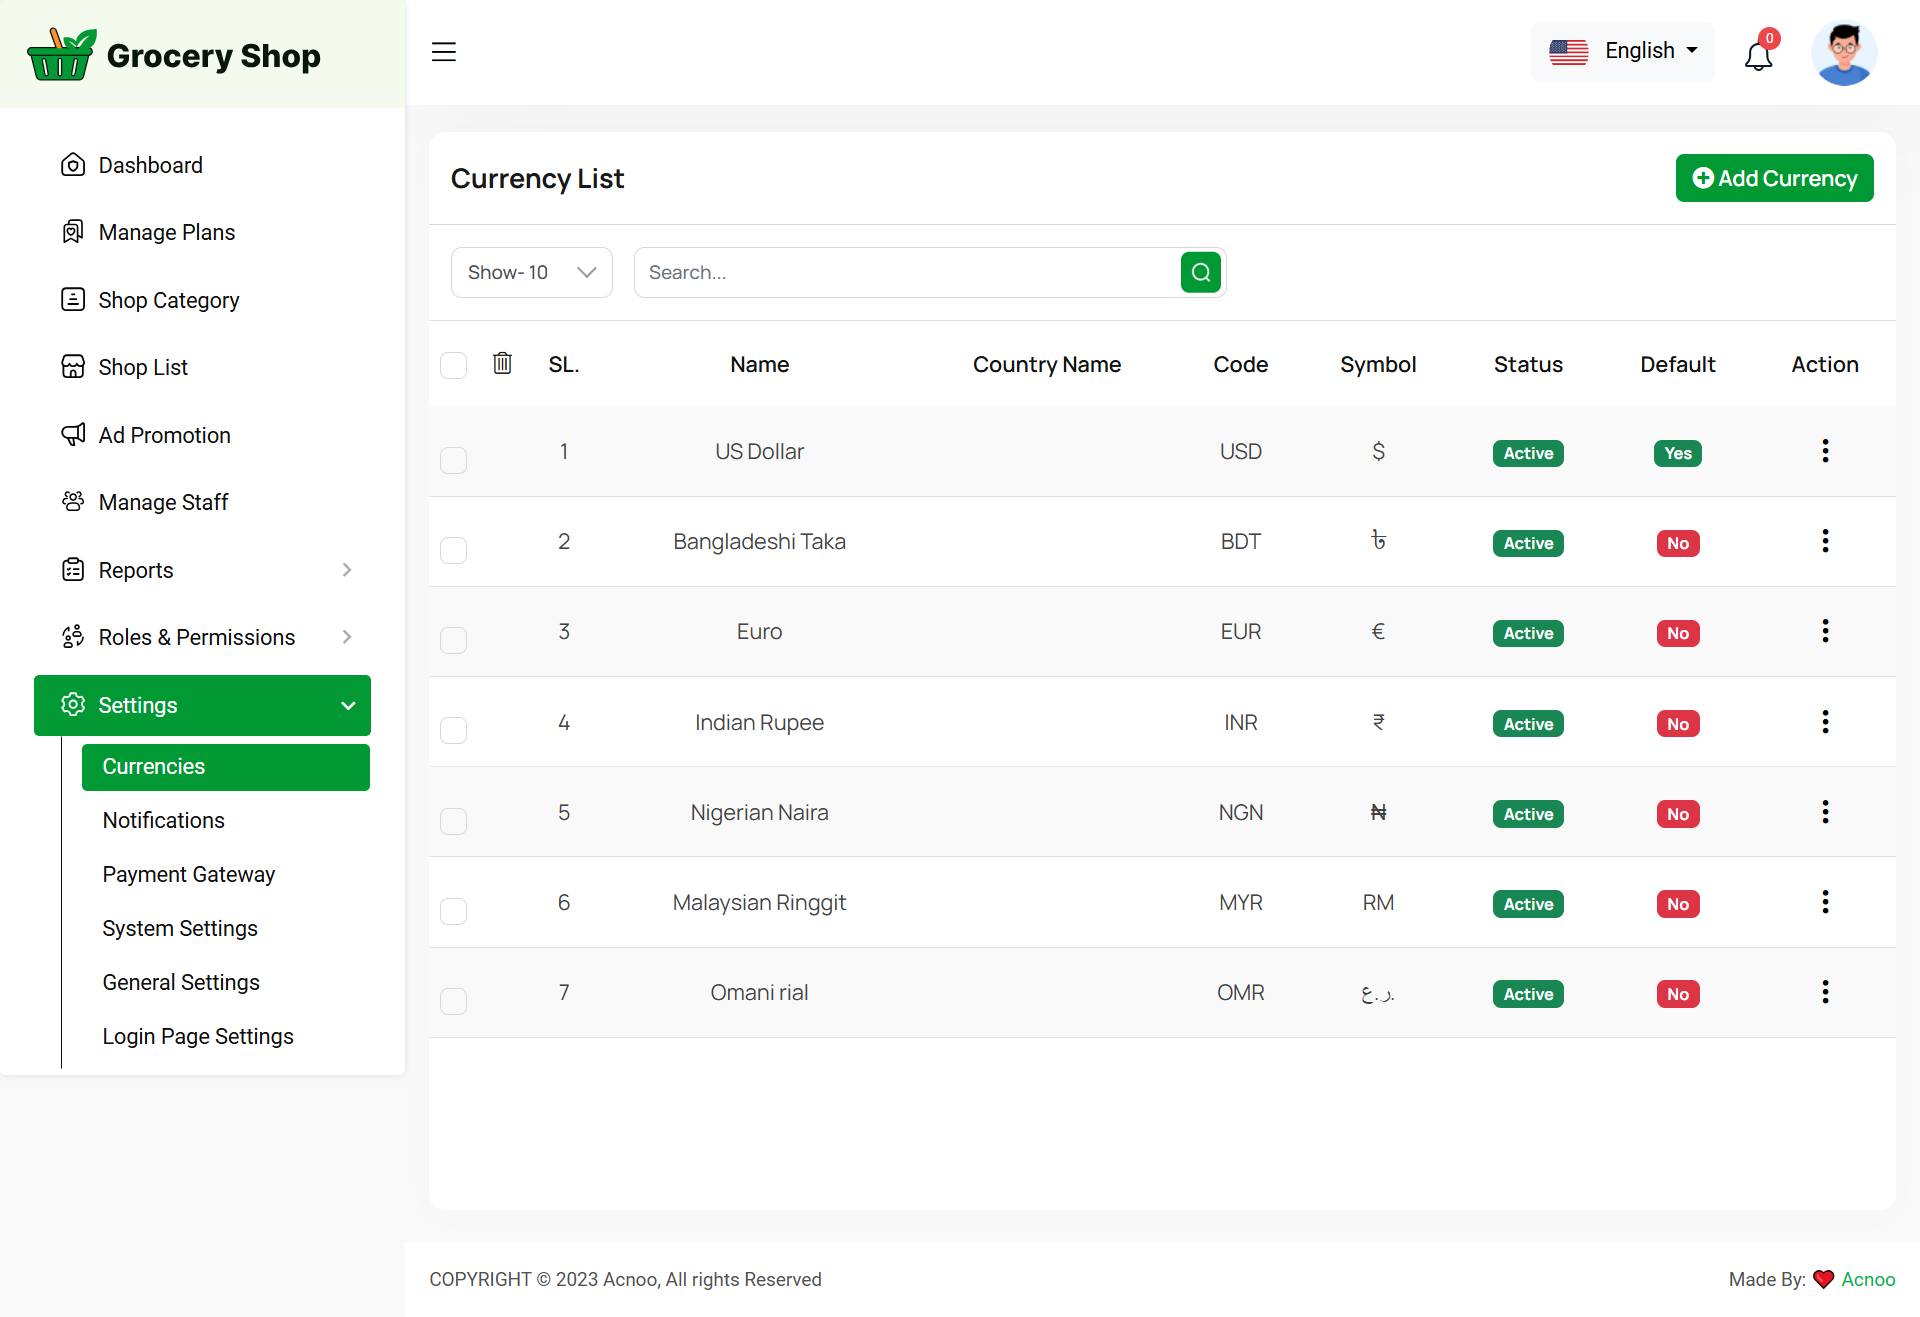 Grocery Shop
English
0
Dashboard
Manage Plans
Shop Category
Shop List
Ad Promotion
Manage Staff
Reports
Roles & Permissions
Settings
Currencies
Notifications
Payment Gateway
System Settings
General Settings
Login Page Settings
Currency List
Add Currency
Show- 10
Search...
SL. Name Country Name Code Symbol Status Default Action
1 US Dollar USD $ Active Yes
2 Bangladeshi Taka BDT ৳ Active No
3 Euro EUR € Active No
4 Indian Rupee INR ₹ Active No
5 Nigerian Naira NGN ₦ Active No
6 Malaysian Ringgit MYR RM Active No
7 Omani rial OMR ر.ع. Active No
COPYRIGHT © 2023 Acnoo, All rights Reserved
Made By: Acnoo